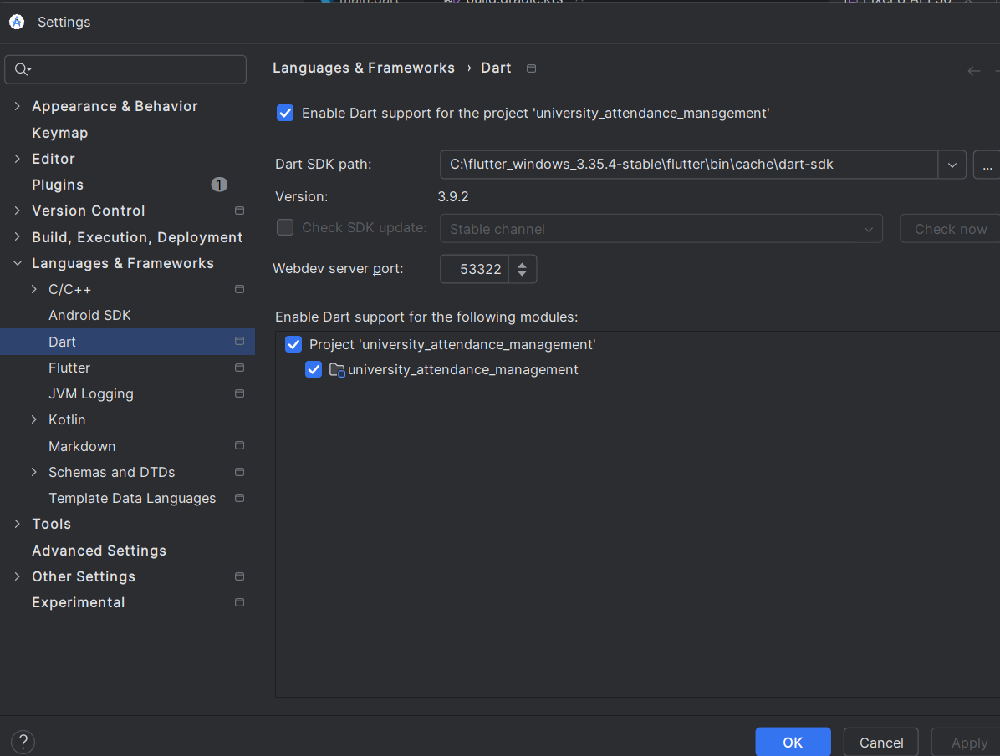 Settings
Languages & Frameworks › Dart
Appearance & Behavior
Keymap
Editor
Plugins 1
Version Control
Build, Execution, Deployment
Languages & Frameworks
C/C++
Android SDK
Dart
Flutter
JVM Logging
Kotlin
Markdown
Schemas and DTDs
Template Data Languages
Tools
Advanced Settings
Other Settings
Experimental
Enable Dart support for the project 'university_attendance_management'
Dart SDK path: C:\flutter_windows_3.35.4-stable\flutter\bin\cache\dart-sdk ...
Version: 3.9.2
Check SDK update: Stable channel Check now
Webdev server port: 53322
Enable Dart support for the following modules:
Project 'university_attendance_management'
university_attendance_management
? OK Cancel Apply